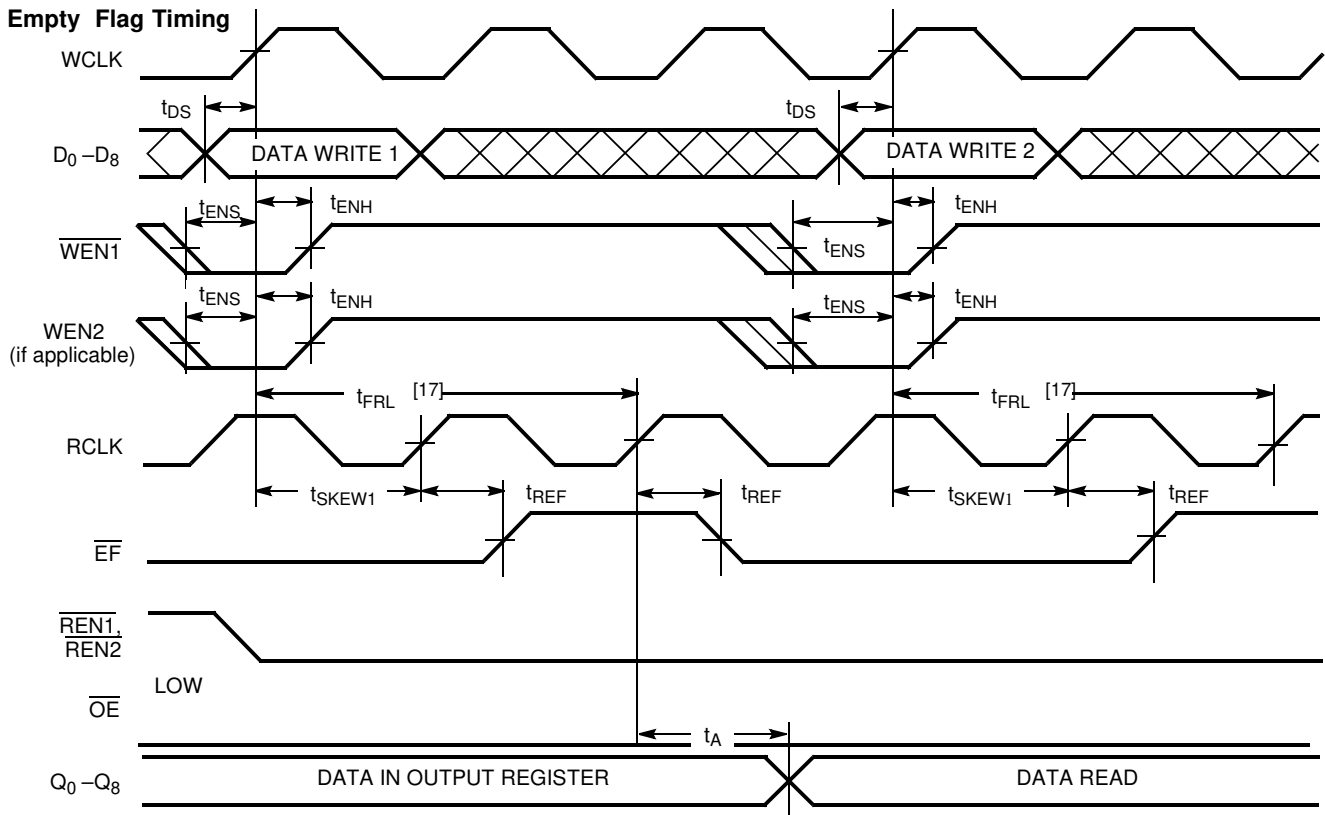 Empty Flag Timing
WCLK
tDS
tDS
D0 –D8
DATA WRITE 1
DATA WRITE 2
tENS
tENH
tENH
WEN1
tENS
tENS
tENH
tENS
tENH
WEN2
(if applicable)
tFRL [17]
tFRL [17]
RCLK
tSKEW1
tREF
tREF
tSKEW1
tREF
EF
REN1,
REN2
LOW
OE
tA
Q0 –Q8
DATA IN OUTPUT REGISTER
DATA READ